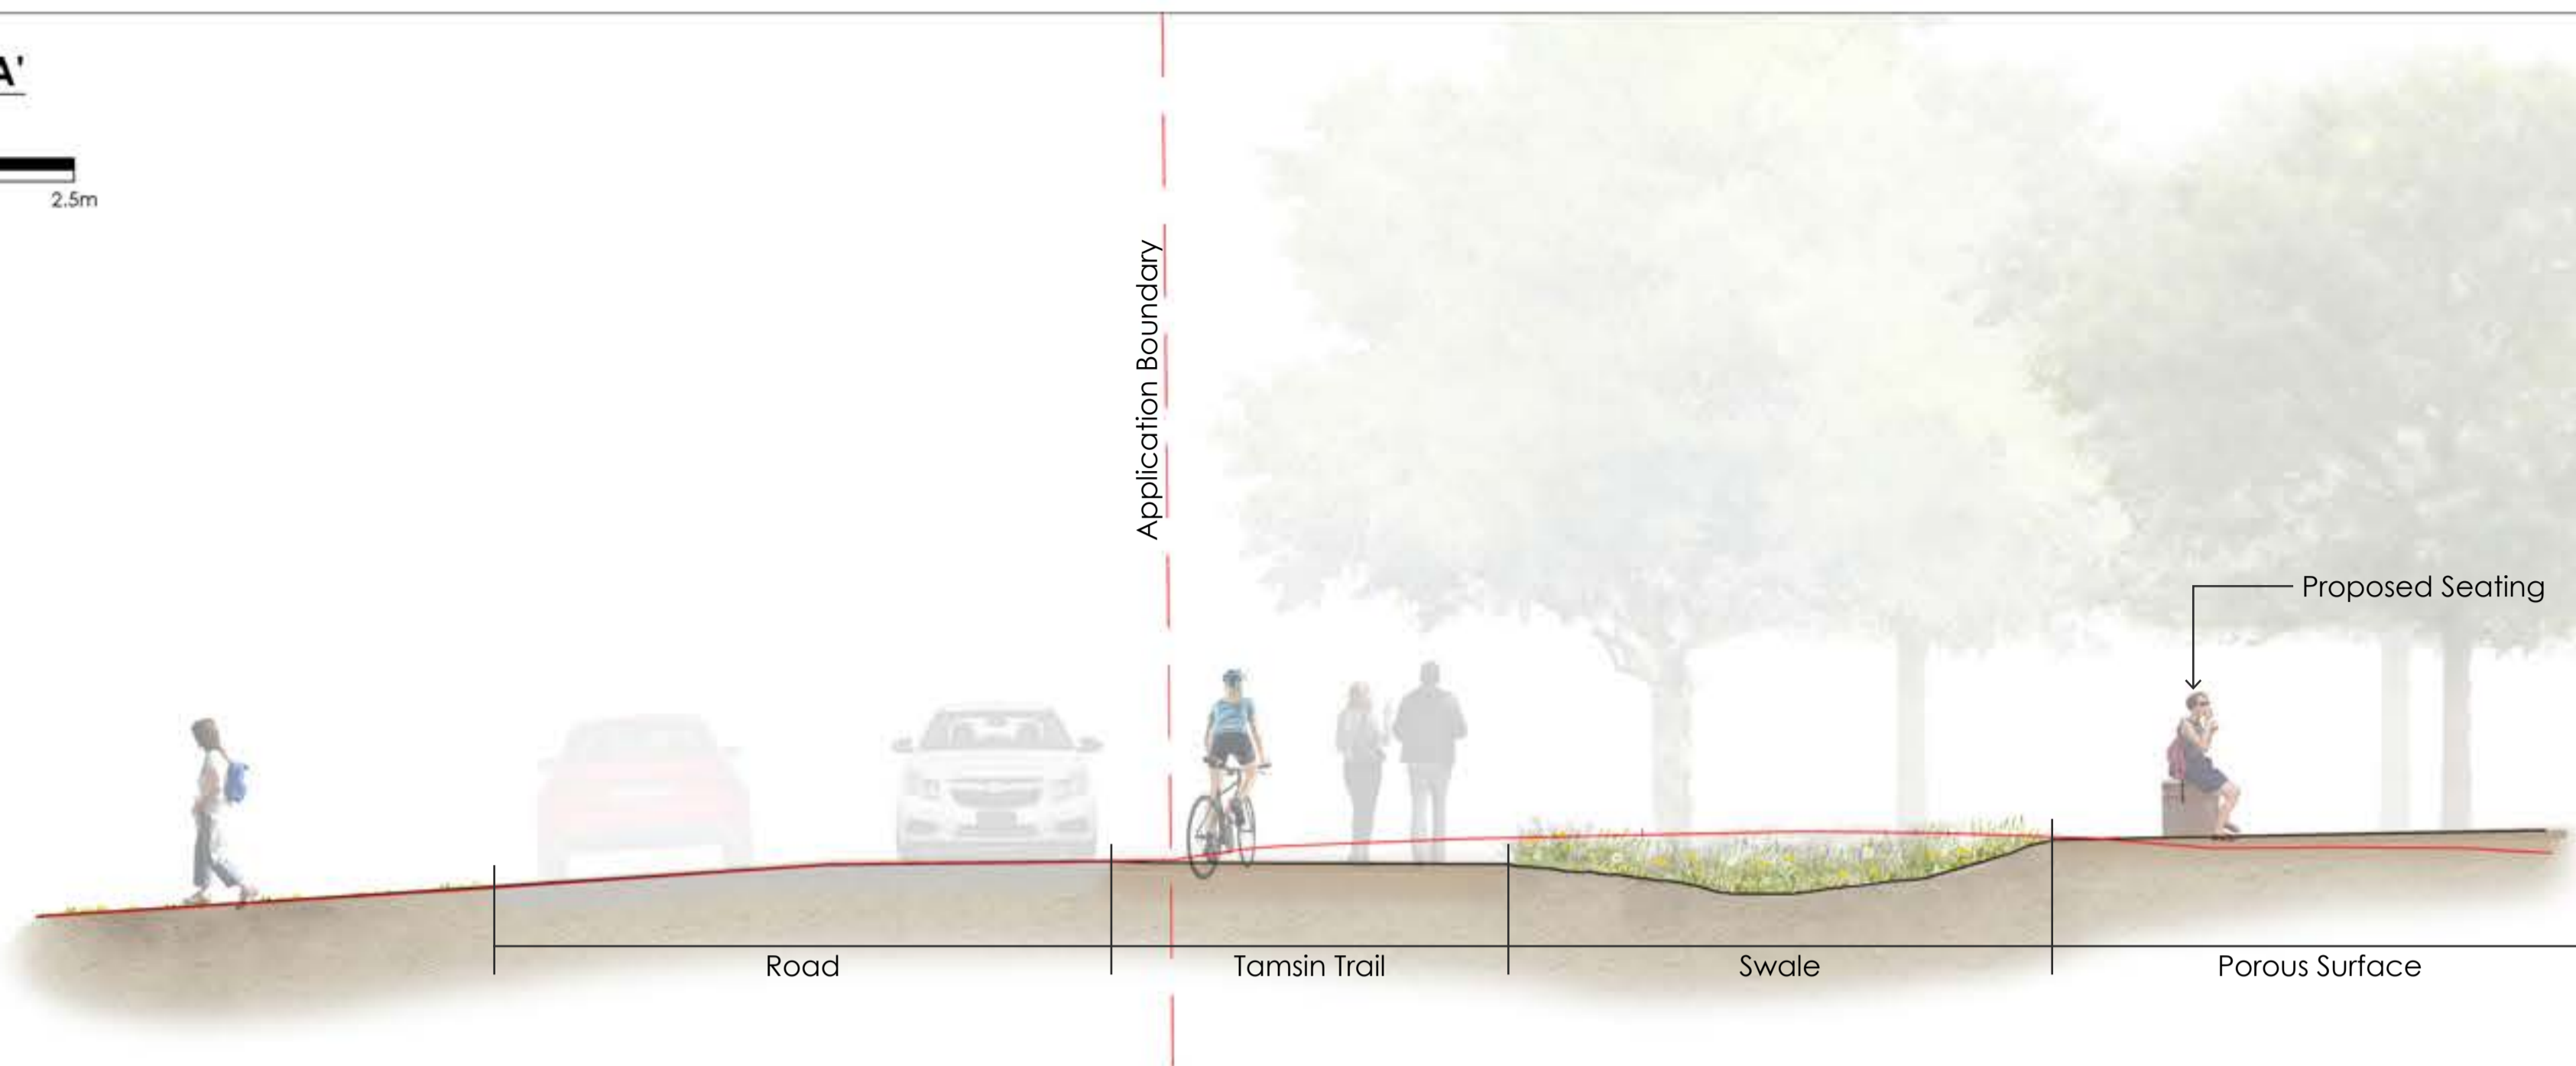 A'
2.5m
Application Boundary
Proposed Seating
Road
Tamsin Trail
Swale
Porous Surface